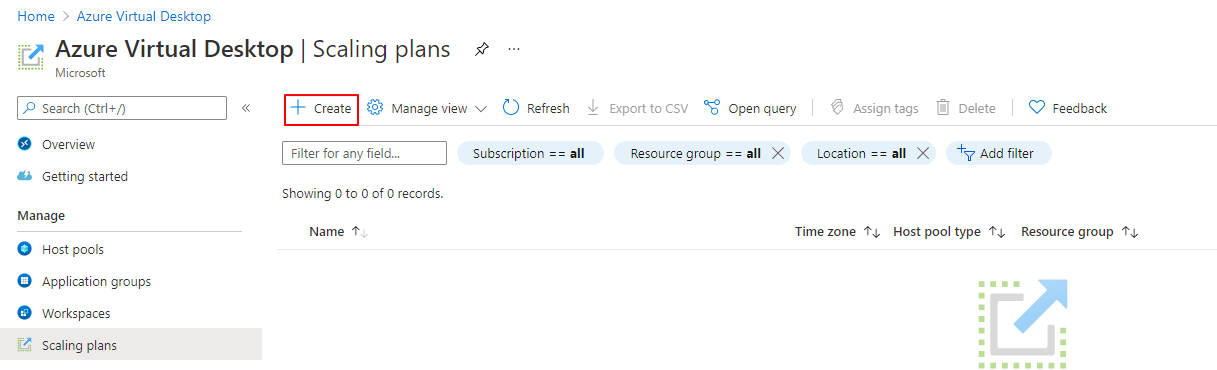 Home > Azure Virtual Desktop
Azure Virtual Desktop | Scaling plans ...
Microsoft
Search (Ctrl+/) «
Create Manage view Refresh Export to CSV Open query Assign tags Delete Feedback
Overview
Getting started
Manage
Host pools
Application groups
Workspaces
Scaling plans
Filter for any field... Subscription == all Resource group == all Location == all Add filter
Showing 0 to 0 of 0 records.
Name Time zone Host pool type Resource group